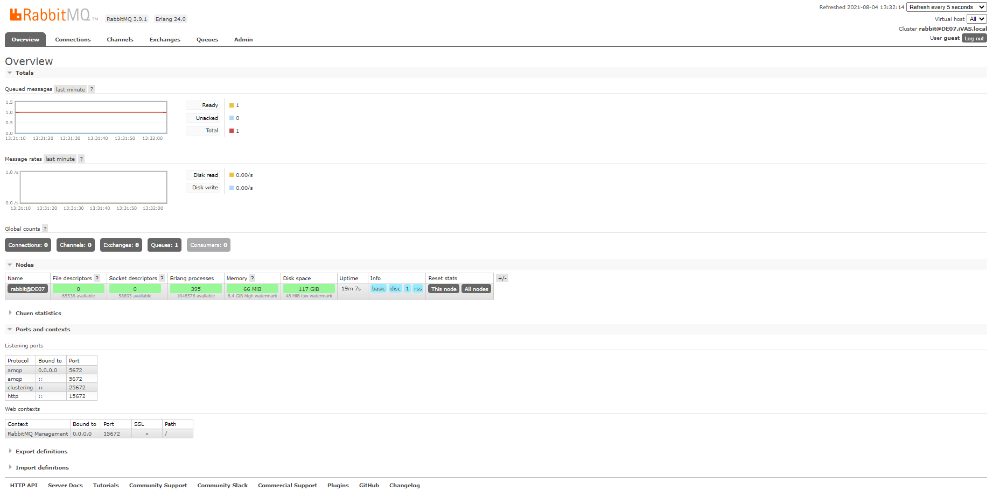 RabbitMQ TM RabbitMQ 3.9.1 Erlang 24.0
Refreshed 2021-08-04 13:32:14 Refresh every 5 seconds
Virtual host All
Cluster rabbit@DE07.iVAS.local
User guest Log out
Overview Connections Channels Exchanges Queues Admin
Overview
Totals
Queued messages last minute ?
1.5
1.0
0.5
0.0
13:31:10 13:31:20 13:31:30 13:31:40 13:31:50 13:32:00
Ready 1
Unacked 0
Total 1
Message rates last minute ?
1.0 /s
0.0 /s
13:31:10 13:31:20 13:31:30 13:31:40 13:31:50 13:32:00
Disk read 0.00/s
Disk write 0.00/s
Global counts ?
Connections: 0 Channels: 0 Exchanges: 8 Queues: 1 Consumers: 0
Nodes
Name File descriptors ? Socket descriptors ? Erlang processes Memory ? Disk space Uptime Info Reset stats +/-
rabbit@DE07 0 0 395 66 MiB 117 GiB 19m 7s basic disc 1 rss This node All nodes
65536 available 58893 available 1048576 available 6.4 GiB high watermark 48 MiB low watermark
Churn statistics
Ports and contexts
Listening ports
Protocol Bound to Port
amqp 0.0.0.0 5672
amqp :: 5672
clustering :: 25672
http :: 15672
Web contexts
Context Bound to Port SSL Path
RabbitMQ Management 0.0.0.0 15672 ○ /
Export definitions
Import definitions
HTTP API Server Docs Tutorials Community Support Community Slack Commercial Support Plugins GitHub Changelog